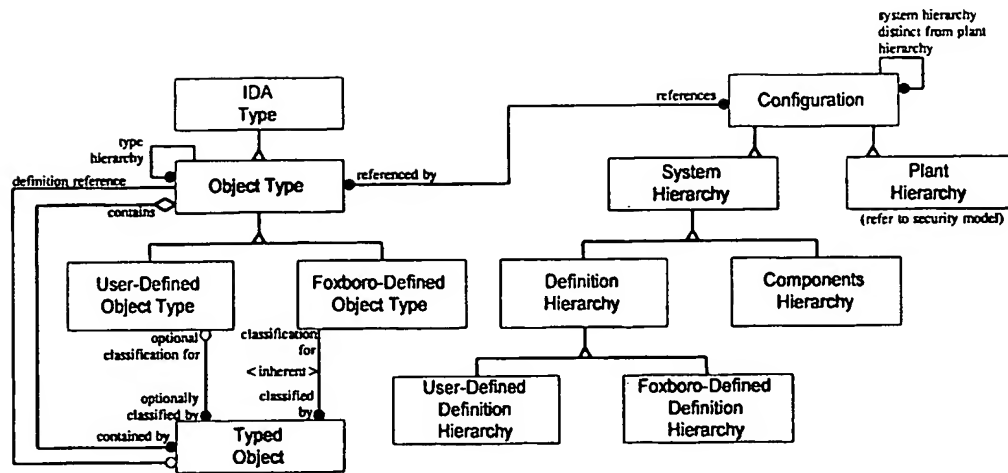 system hierarchy
distinct from plant
hierarchy
IDA
Type
references
Configuration
type
hierarchy
definition reference
Object Type
referenced by
System
Hierarchy
Plant
Hierarchy
contains
(refer to security model)
User-Defined
Object Type
Foxboro-Defined
Object Type
Definition
Hierarchy
Components
Hierarchy
optional
classification for
classification
for
< inherent >
optionally
classified by
classified
by
User-Defined
Definition
Hierarchy
Foxboro-Defined
Definition
Hierarchy
contained by
Typed
Object